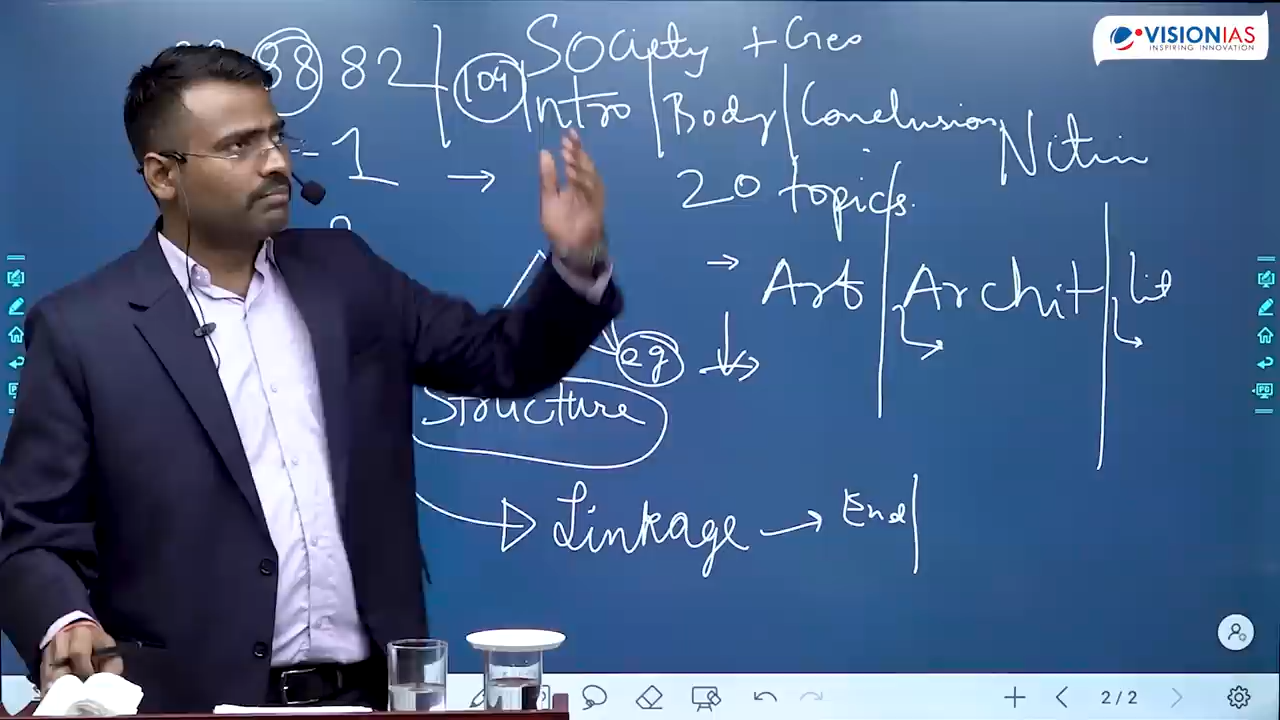 VISIONIAS
INSPIRING INNOVATION
88 82 104 Society + Geo
Intro Body Conclusion
Nitin
-1 → 20 topics.
→ Art Archit Lit
eg
Structure
Linkage → End
2/2